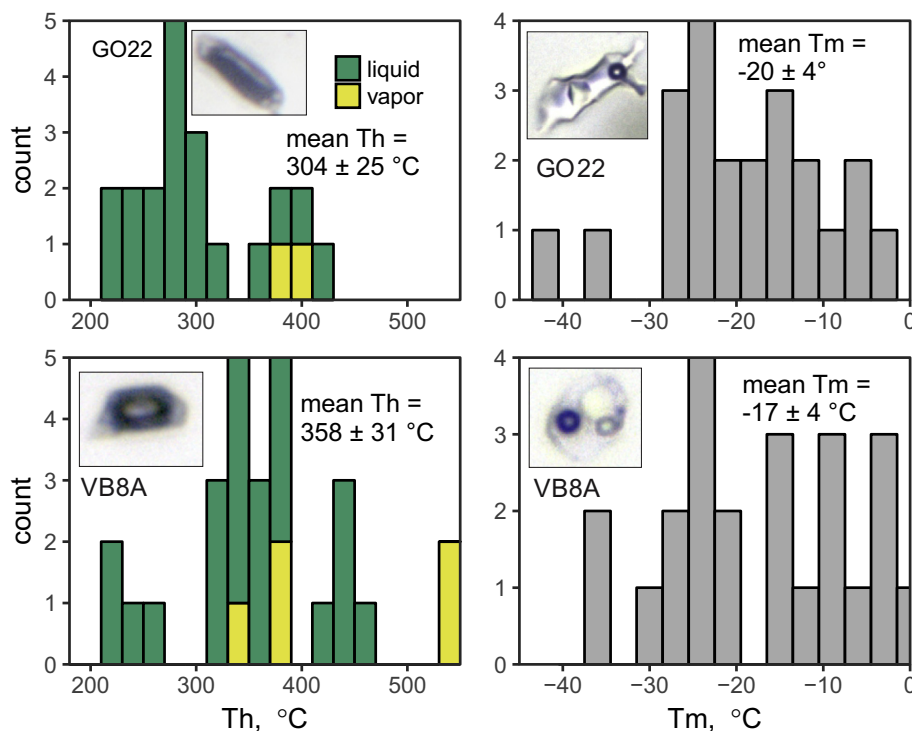 GO22
liquid
vapor
mean Th =
304 ± 25 °C
count
5
4
3
2
1
0
200
300
400
500
mean Tm =
-20 ± 4°
GO22
4
3
2
1
0
−40
−30
−20
−10
0
mean Th =
358 ± 31 °C
VB8A
count
5
4
3
2
1
0
200
300
400
500
Th, °C
mean Tm =
-17 ± 4 °C
VB8A
4
3
2
1
0
−40
−30
−20
−10
0
Tm, °C